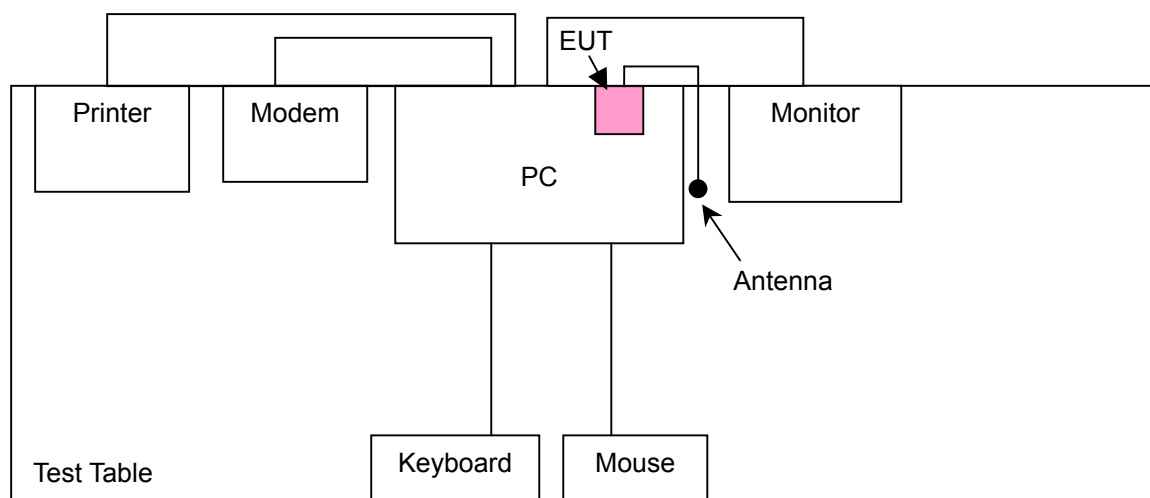 EUT
Printer
Modem
Monitor
PC
Antenna
Keyboard
Mouse
Test Table